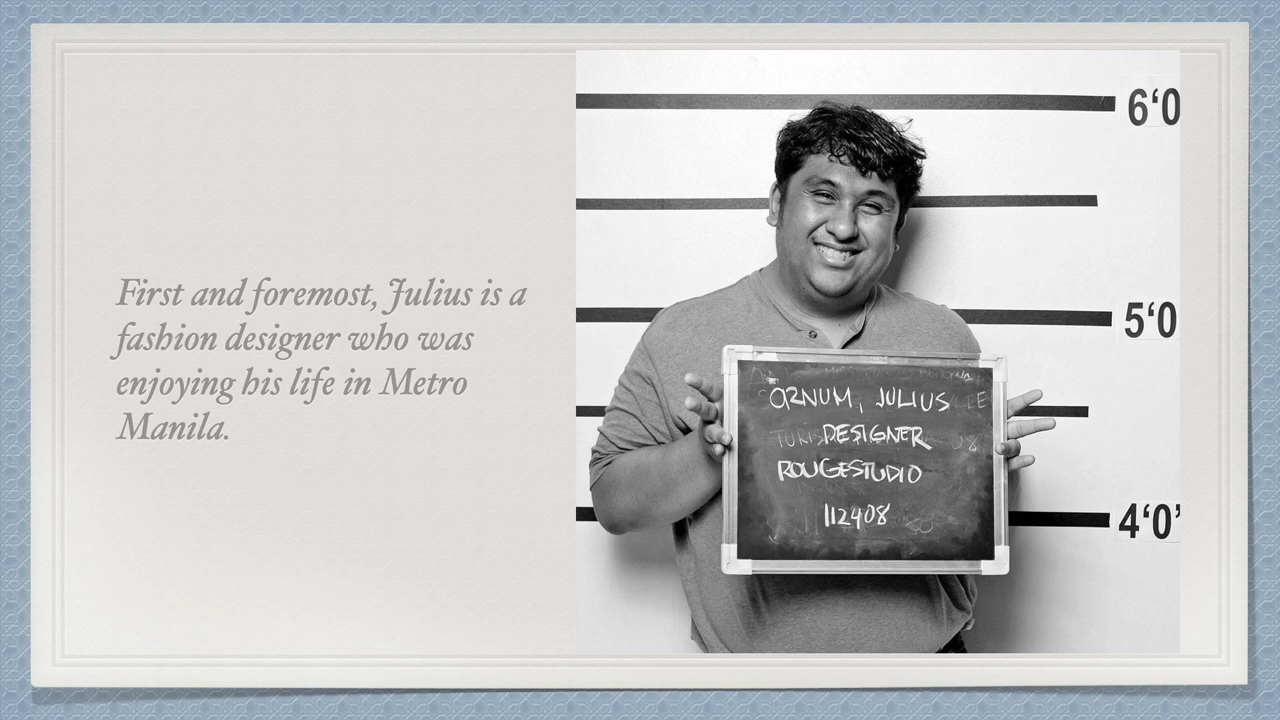 First and foremost, Julius is a
fashion designer who was
enjoying his life in Metro
Manila.
6‘0
5‘0
4‘0’
OZNUM, JULIUS
DESIGNER
ROUGESTUDIO
112408